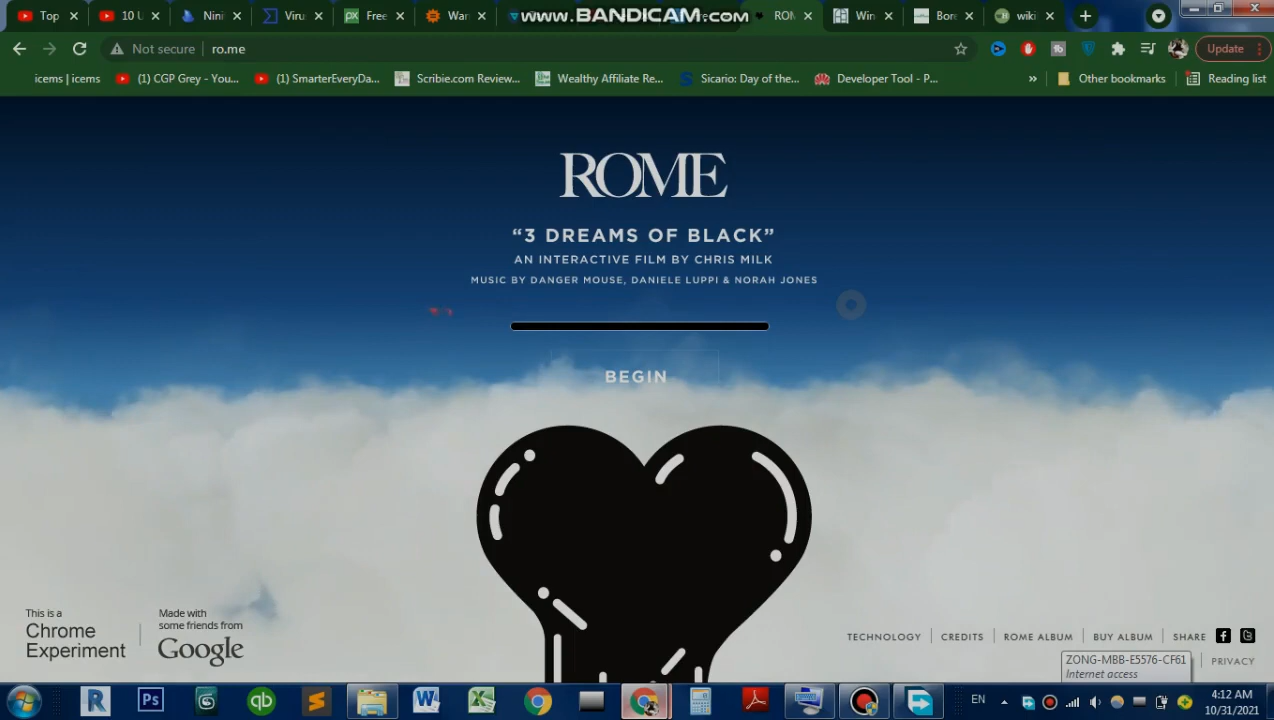 Top
10 U
Nini
Viru
Free
War
www.BANDICAM.com
RON
Win
Bore
wiki
Not secure
ro.me
Update
icems | icems
(1) CGP Grey - You...
(1) SmarterEveryDa...
Scribie.com Review...
Wealthy Affiliate Re...
Sicario: Day of the...
Developer Tool - P...
»
Other bookmarks
Reading list
ROME
“3 DREAMS OF BLACK”
AN INTERACTIVE FILM BY CHRIS MILK
MUSIC BY DANGER MOUSE, DANIELE LUPPI & NORAH JONES
BEGIN
This is a
Chrome
Experiment
Made with
some friends from
Google
TECHNOLOGY
CREDITS
ROME ALBUM
BUY ALBUM
SHARE
ZONG-MBB-E5576-CF61
Internet access
PRIVACY
EN
4:12 AM
10/31/2021